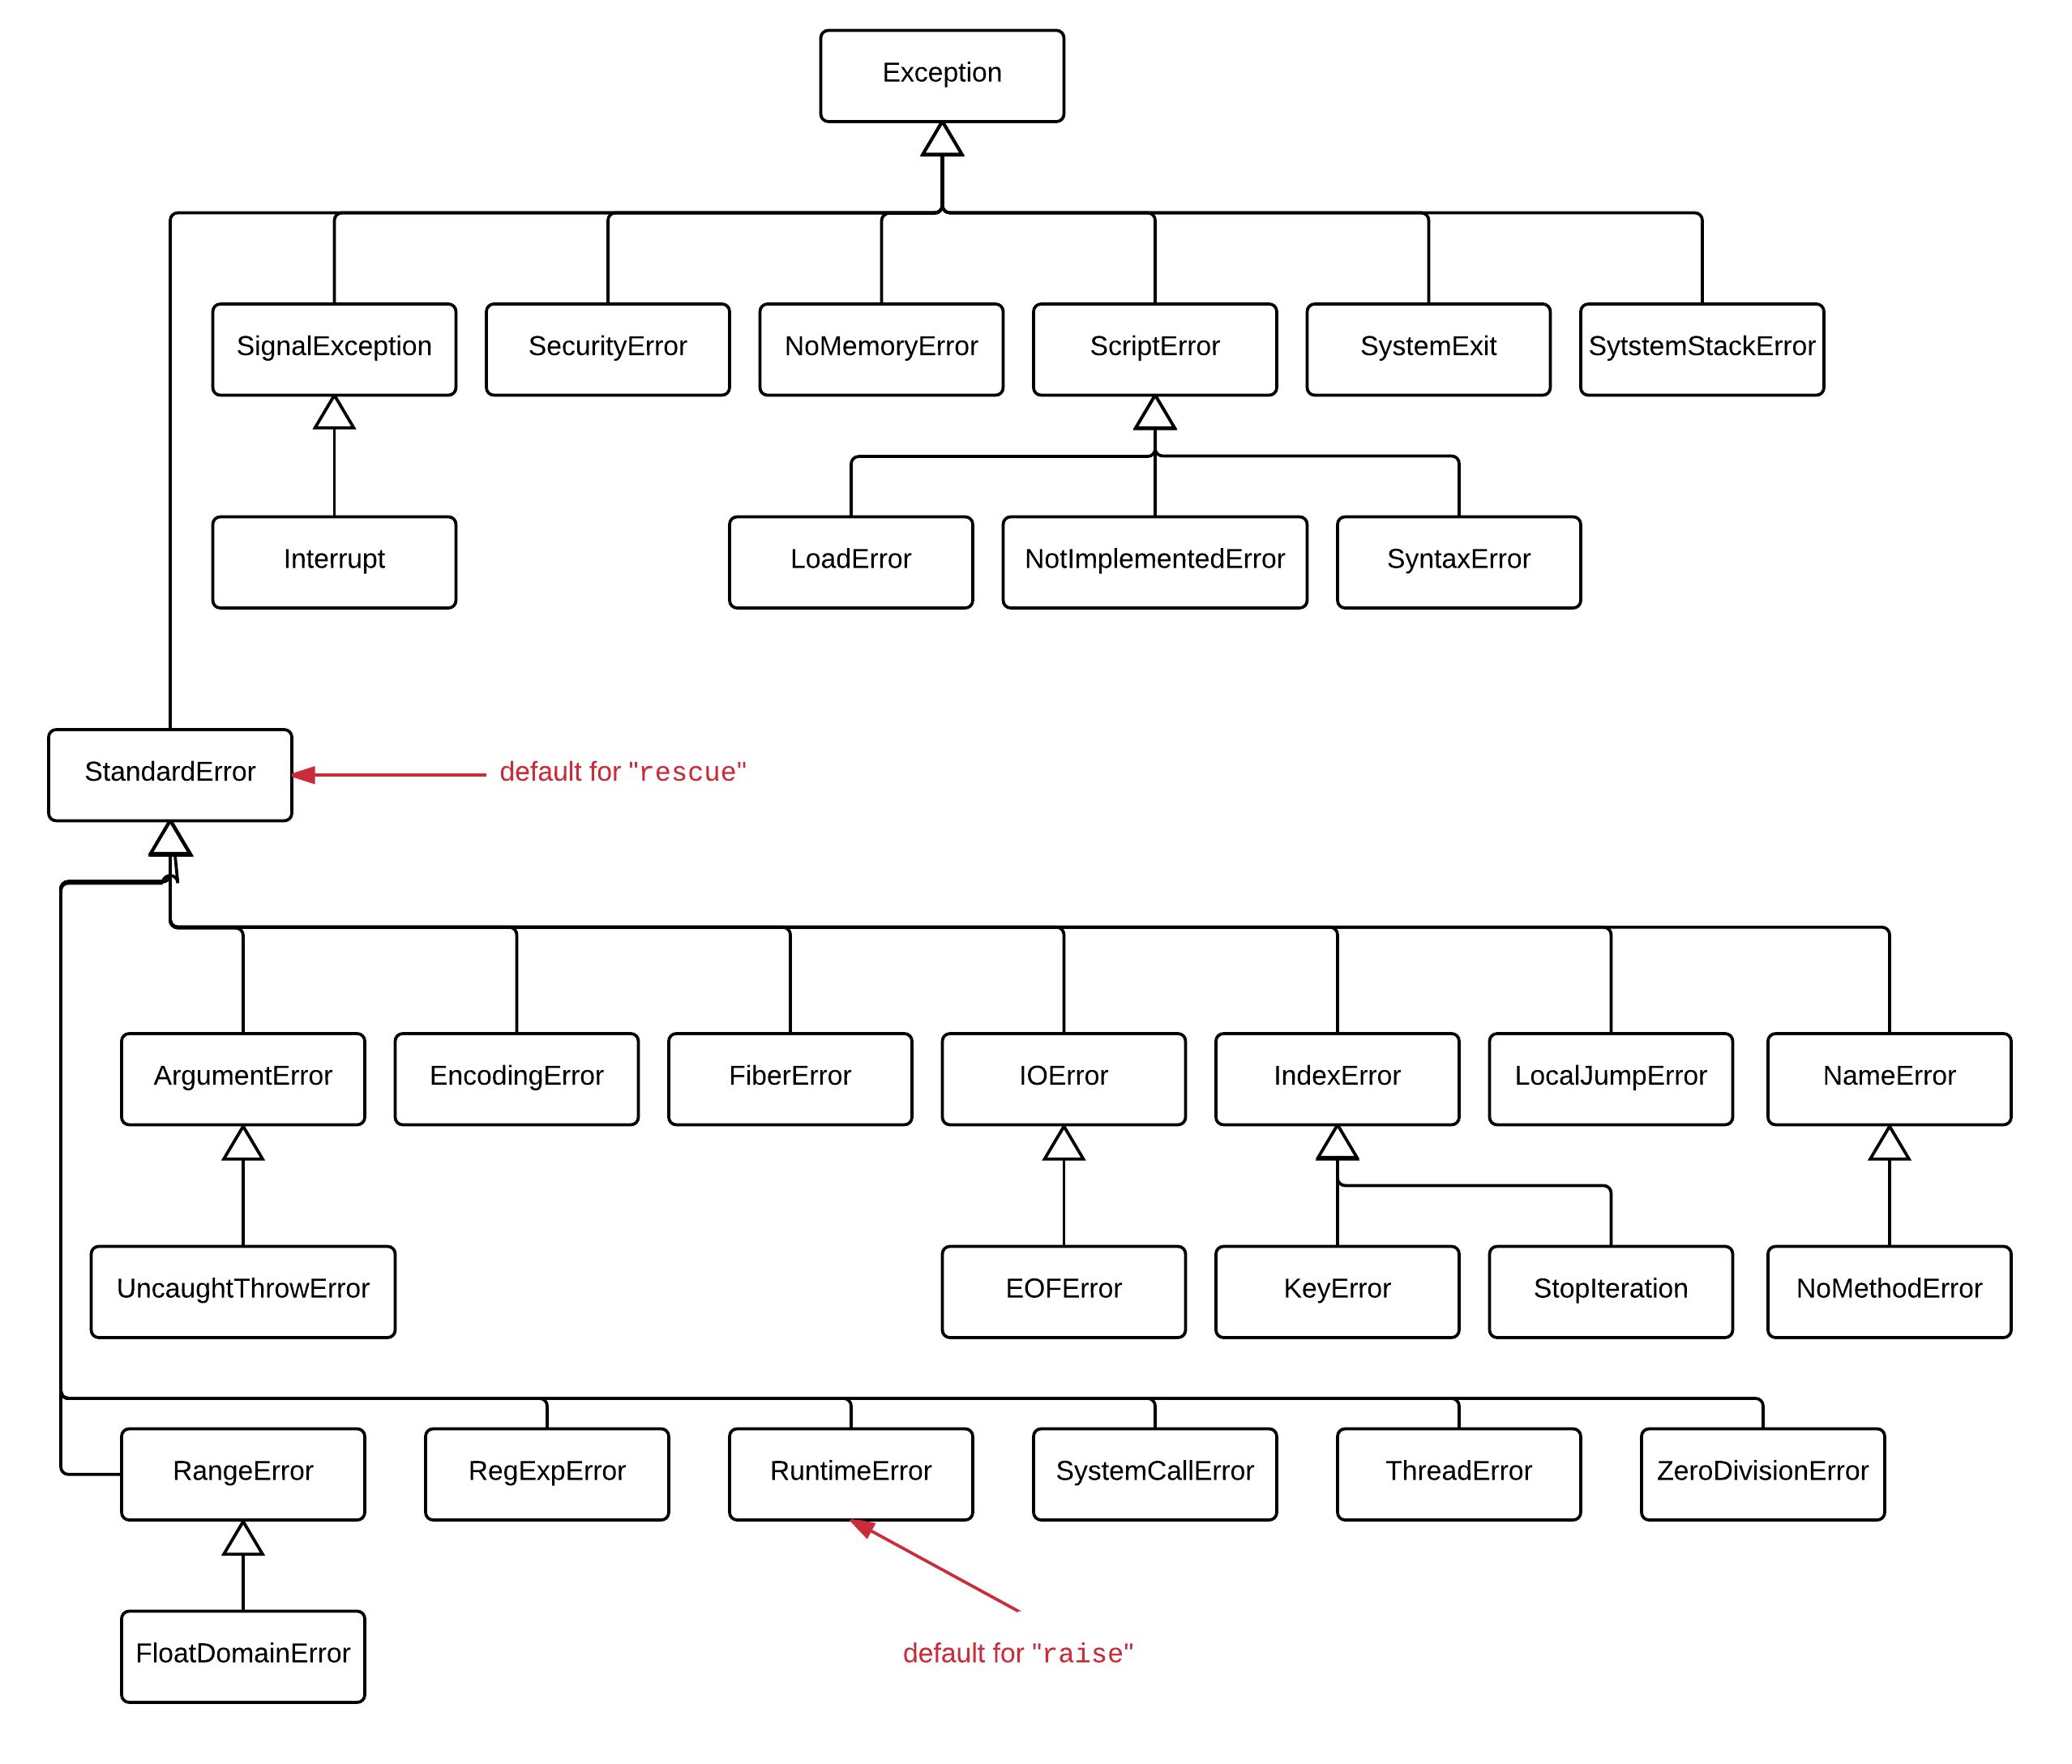 Exception
SignalException
SecurityError
NoMemoryError
ScriptError
SystemExit
SytstemStackError
Interrupt
LoadError
NotImplementedError
SyntaxError
StandardError
default for "rescue"
ArgumentError
EncodingError
FiberError
IOError
IndexError
LocalJumpError
NameError
UncaughtThrowError
EOFError
KeyError
StopIteration
NoMethodError
RangeError
RegExpError
RuntimeError
SystemCallError
ThreadError
ZeroDivisionError
FloatDomainError
default for "raise"